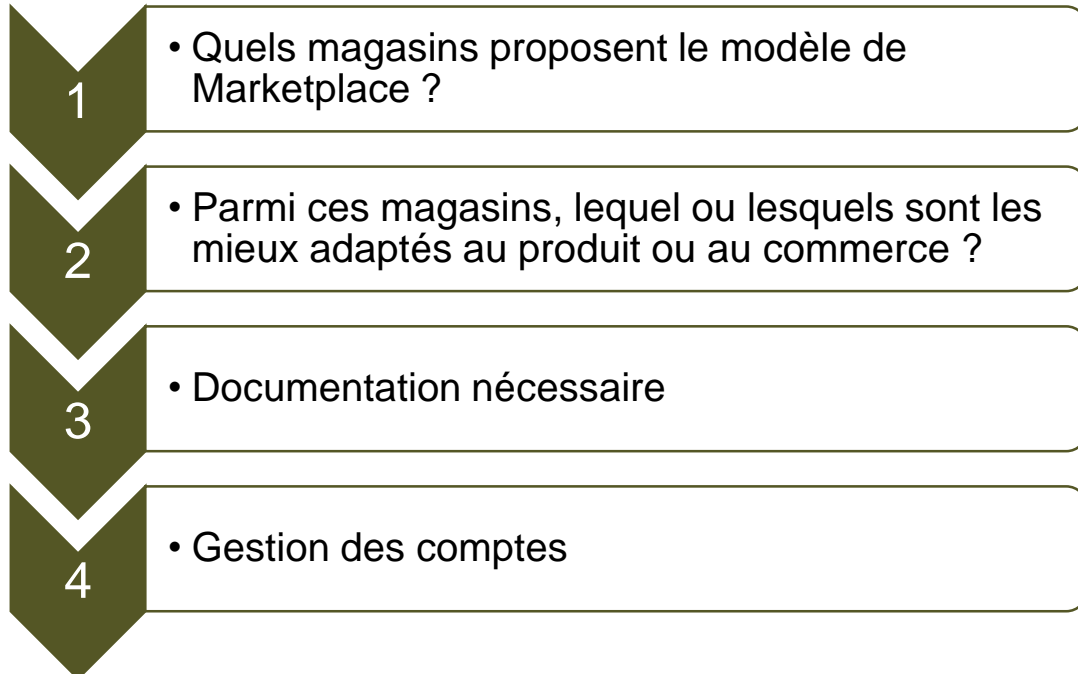 1
• Quels magasins proposent le modèle de
Marketplace ?
2
• Parmi ces magasins, lequel ou lesquels sont les
mieux adaptés au produit ou au commerce ?
3
• Documentation nécessaire
4
• Gestion des comptes